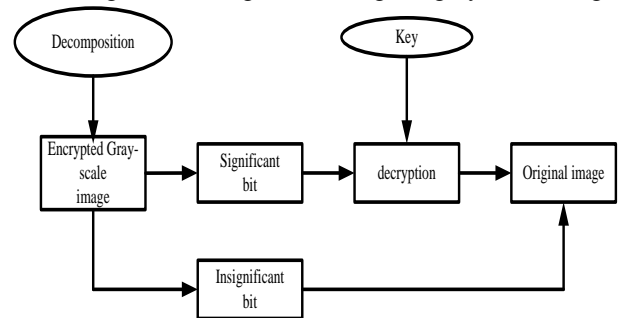 Decomposition
Key
Encrypted Gray-
scale
image
Significant
bit
decryption
Original image
Insignificant
bit